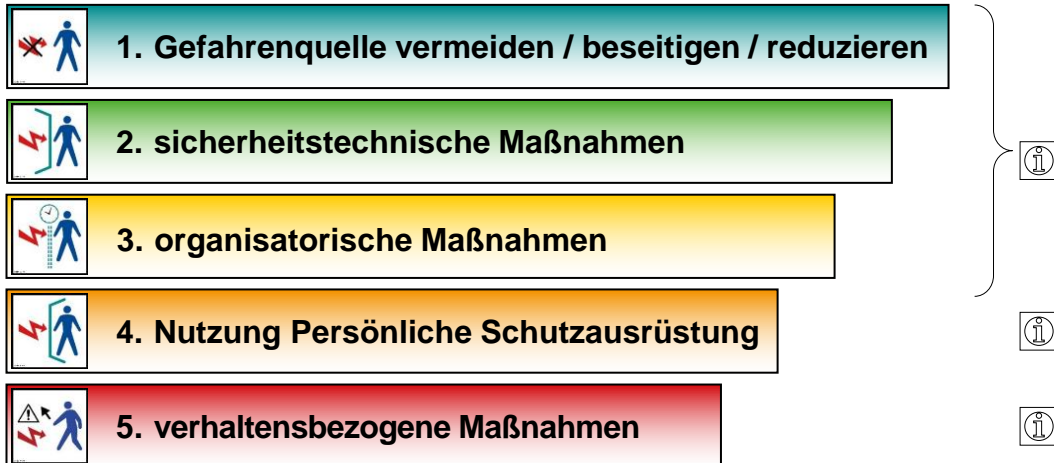 1. Gefahrenquelle vermeiden / beseitigen / reduzieren
2. sicherheitstechnische Maßnahmen
3. organisatorische Maßnahmen
4. Nutzung Persönliche Schutzausrüstung
5. verhaltensbezogene Maßnahmen